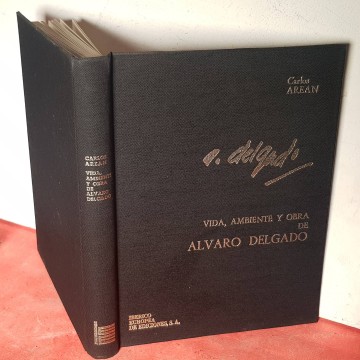 CARLOS
AREAN
VIDA,
AMBIENTE
Y OBRA
DE
ALVARO
DELGADO
Carlos
AREAN
a. delgado
VIDA, AMBIENTE Y OBRA
DE
ALVARO DELGADO
IBERICO
EUROPEA
DE EDICIONES, S. A.